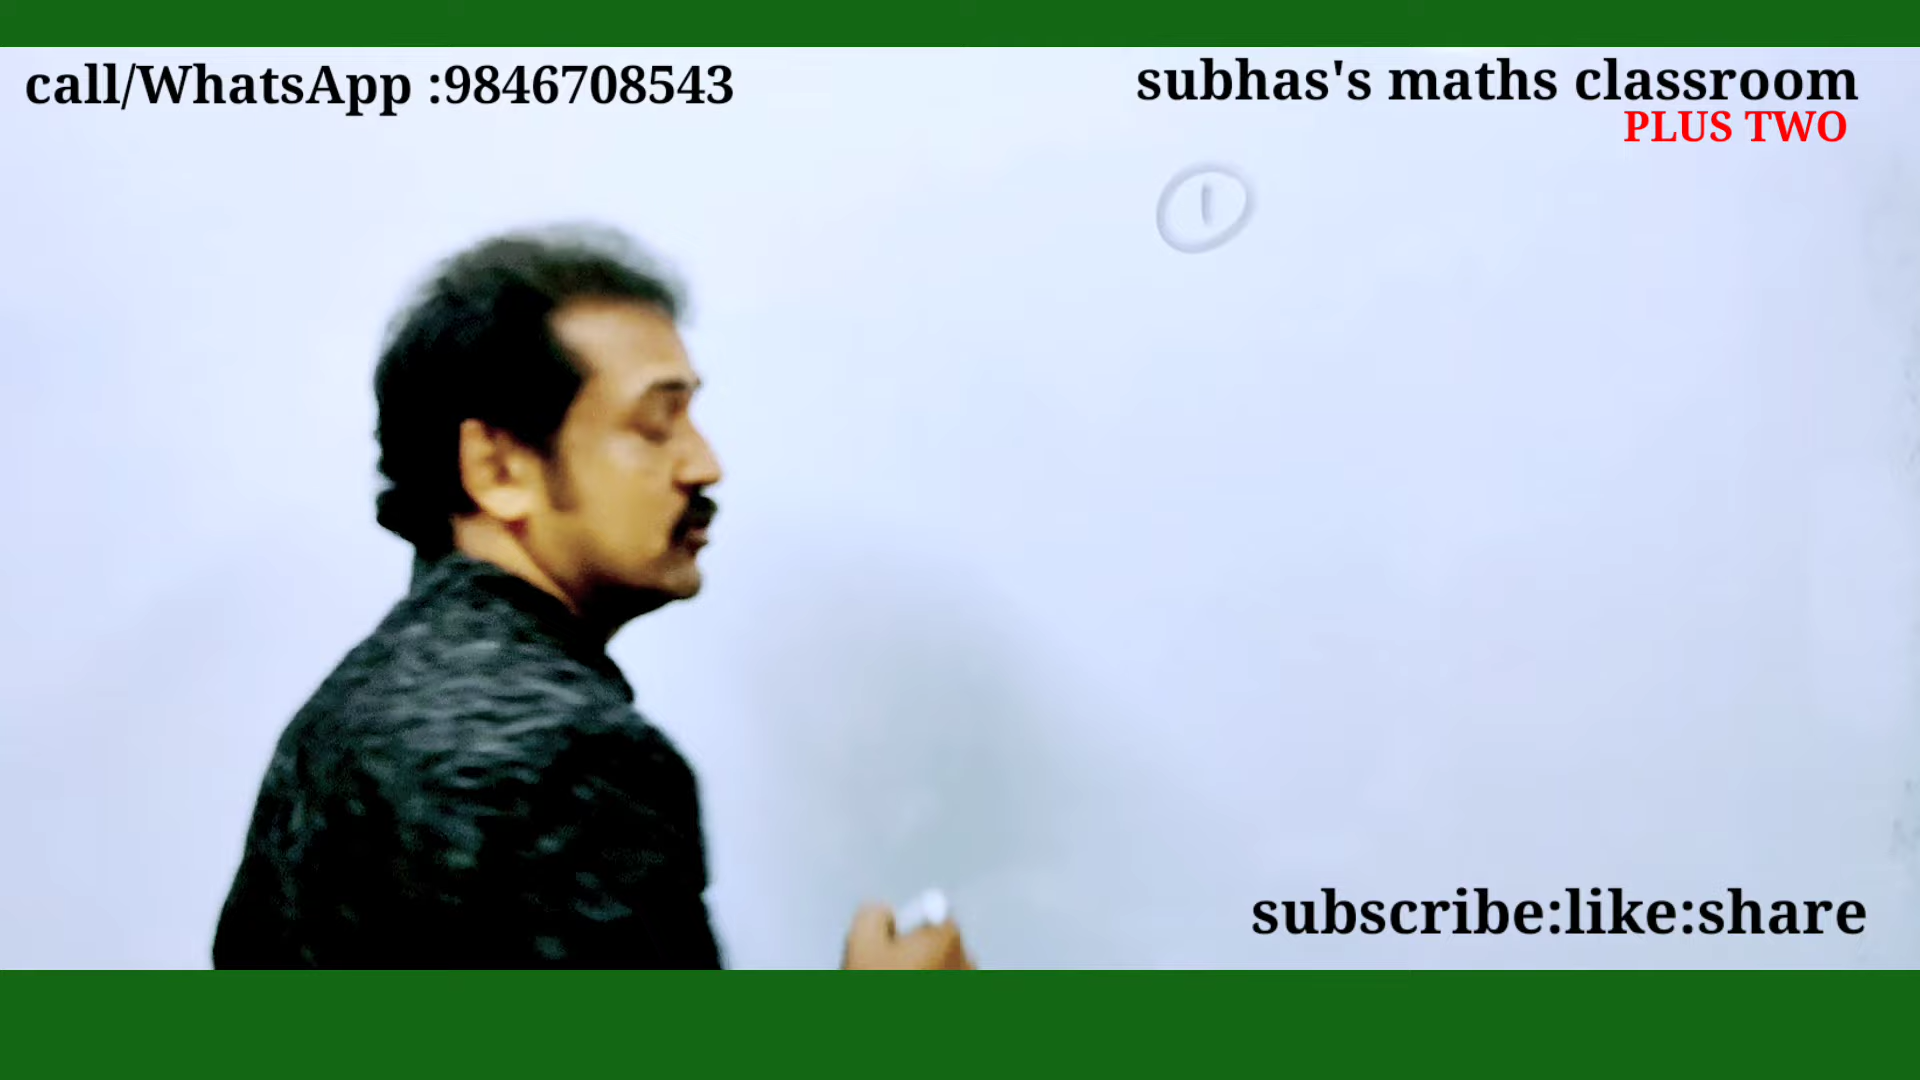 call/WhatsApp :9846708543
subhas's maths classroom
PLUS TWO
1
subscribe:like:share